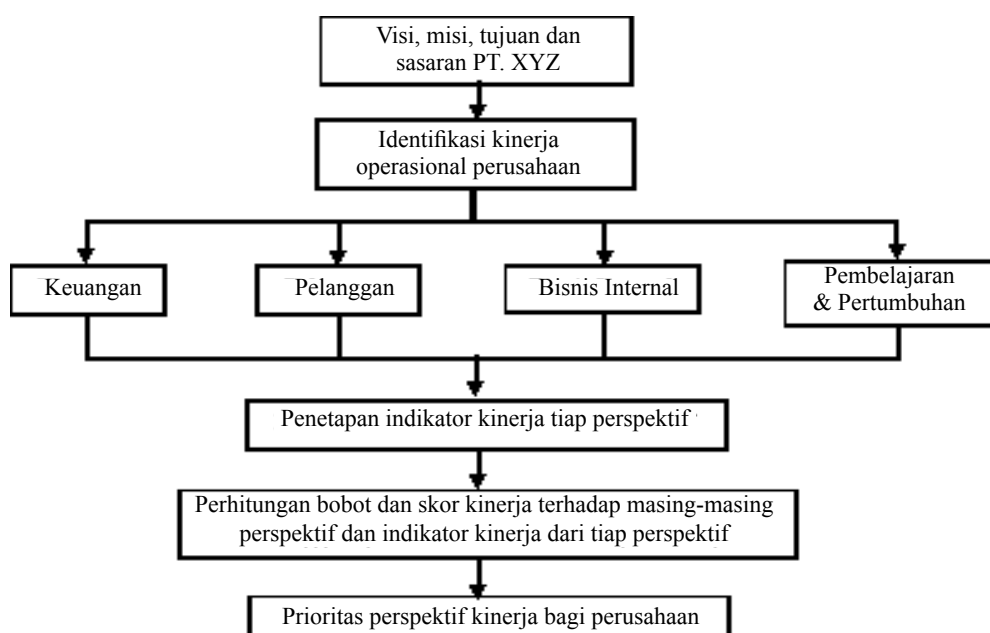 Visi, misi, tujuan dan
sasaran PT. XYZ
Identifikasi kinerja
operasional perusahaan
Keuangan
Pelanggan
Bisnis Internal
Pembelajaran
& Pertumbuhan
Penetapan indikator kinerja tiap perspektif
Perhitungan bobot dan skor kinerja terhadap masing-masing
perspektif dan indikator kinerja dari tiap perspektif
Prioritas perspektif kinerja bagi perusahaan